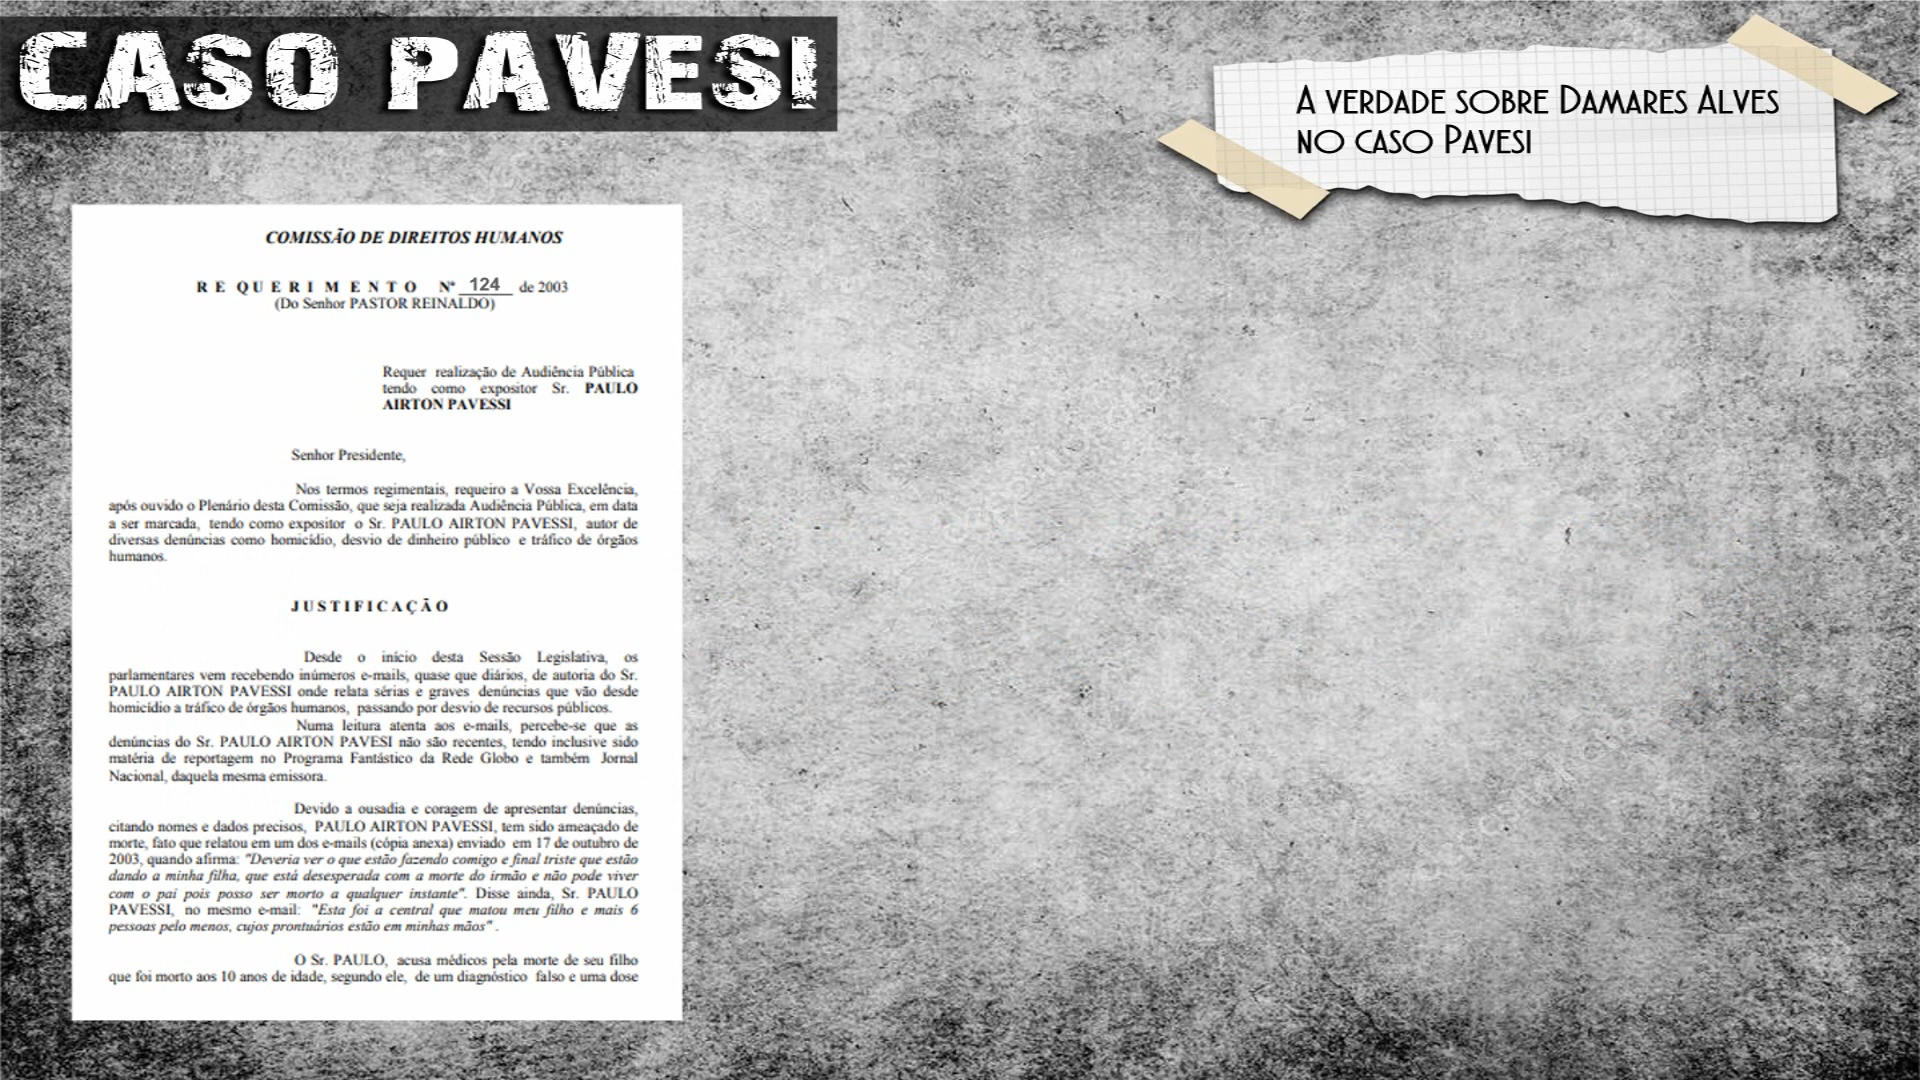 CASO PAVESI
A VERDADE SOBRE DAMARES ALVES
NO CASO PAVESI
COMISSÃO DE DIREITOS HUMANOS
R E Q U E R I M E N T O Nº 124 de 2003
(Do Senhor PASTOR REINALDO)
Requer realização de Audiência Pública
tendo como expositor Sr. PAULO
AIRTON PAVESSI
Senhor Presidente,
Nos termos regimentais, requeiro a Vossa Excelência,
após ouvido o Plenário desta Comissão, que seja realizada Audiência Pública, em data
a ser marcada, tendo como expositor o Sr. PAULO AIRTON PAVESSI, autor de
diversas denúncias como homicídio, desvio de dinheiro público e tráfico de órgãos
humanos.
J U S T I F I C A Ç Ã O
Desde o início desta Sessão Legislativa, os
parlamentares vem recebendo inúmeros e-mails, quase que diários, de autoria do Sr.
PAULO AIRTON PAVESSI onde relata sérias e graves denúncias que vão desde
homicídio a tráfico de órgãos humanos, passando por desvio de recursos públicos.
Numa leitura atenta aos e-mails, percebe-se que as
denúncias do Sr. PAULO AIRTON PAVESI não são recentes, tendo inclusive sido
matéria de reportagem no Programa Fantástico da Rede Globo e também Jornal
Nacional, daquela mesma emissora.
Devido a ousadia e coragem de apresentar denúncias,
citando nomes e dados precisos, PAULO AIRTON PAVESSI, tem sido ameaçado de
morte, fato que relatou em um dos e-mails (cópia anexa) enviado em 17 de outubro de
2003, quando afirma: "Deveria ver o que estão fazendo comigo e final triste que estão
dando a minha filha, que está desesperada com a morte do irmão e não pode viver
com o pai pois posso ser morto a qualquer instante". Disse ainda, Sr. PAULO
PAVESSI, no mesmo e-mail: "Esta foi a central que matou meu filho e mais 6
pessoas pelo menos, cujos prontuários estão em minhas mãos" .
O Sr. PAULO, acusa médicos pela morte de seu filho
que foi morto aos 10 anos de idade, segundo ele, de um diagnóstico falso e uma dose